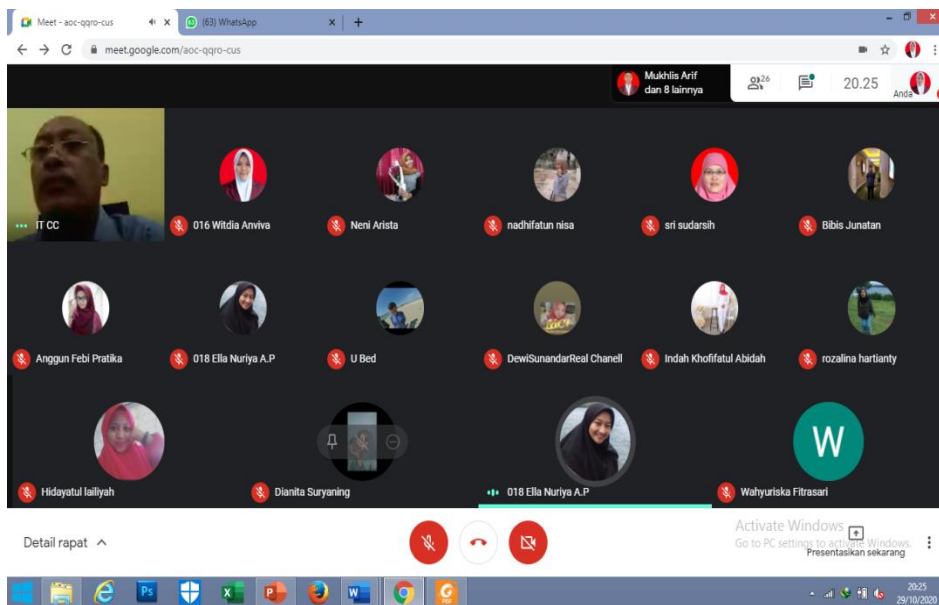 Meet - aoc-qqro-cus
(63) WhatsApp
meet.google.com/aoc-qqro-cus
Mukhlis Arif
dan 8 lainnya
26
20.25
Anda
IT CC
016 Witdia Anviva
Neni Arista
nadhifatun nisa
sri sudarsih
Bibis Junatan
Anggun Febi Pratika
018 Ella Nuriya A.P
U Bed
DewiSunandarReal Chanell
Indah Khofifatul Abidah
rozalina hartianty
W
Hidayatul lailiyah
Dianita Suryaning
018 Ella Nuriya A.P
Wahyuriska Fitrasari
Detail rapat
Activate Windows
Go to PC settings to activate Windows.
Presentasikan sekarang
Ps
20:25
29/10/2020